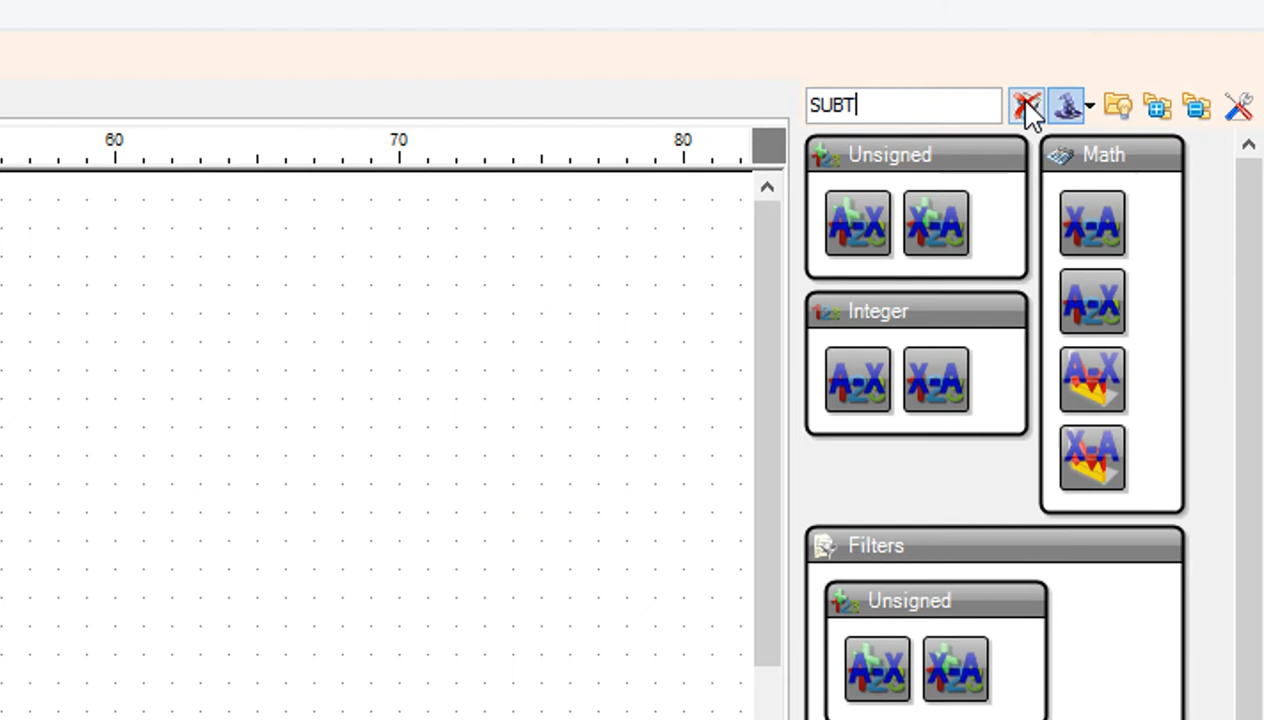 SUBT
60 70 80
Unsigned
Math
A-X X-A
X-A
Integer
A-X
A-X X-A
A-X
X-A
Filters
Unsigned
A-X X-A